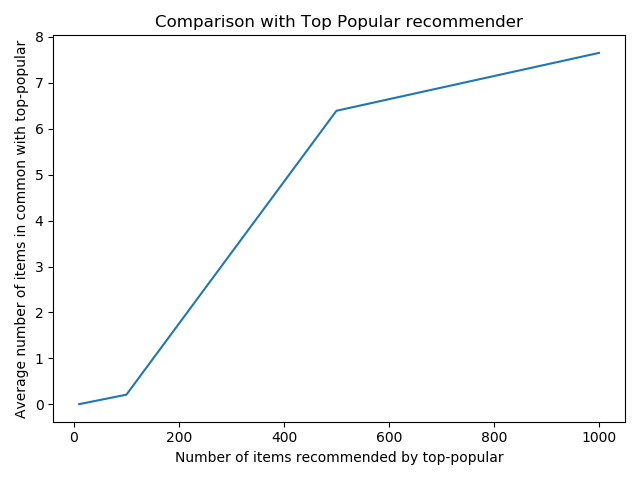 Comparison with Top Popular recommender
Average number of items in common with top-popular
8
7
6
5
4
3
2
1
0
0 200 400 600 800 1000
Number of items recommended by top-popular